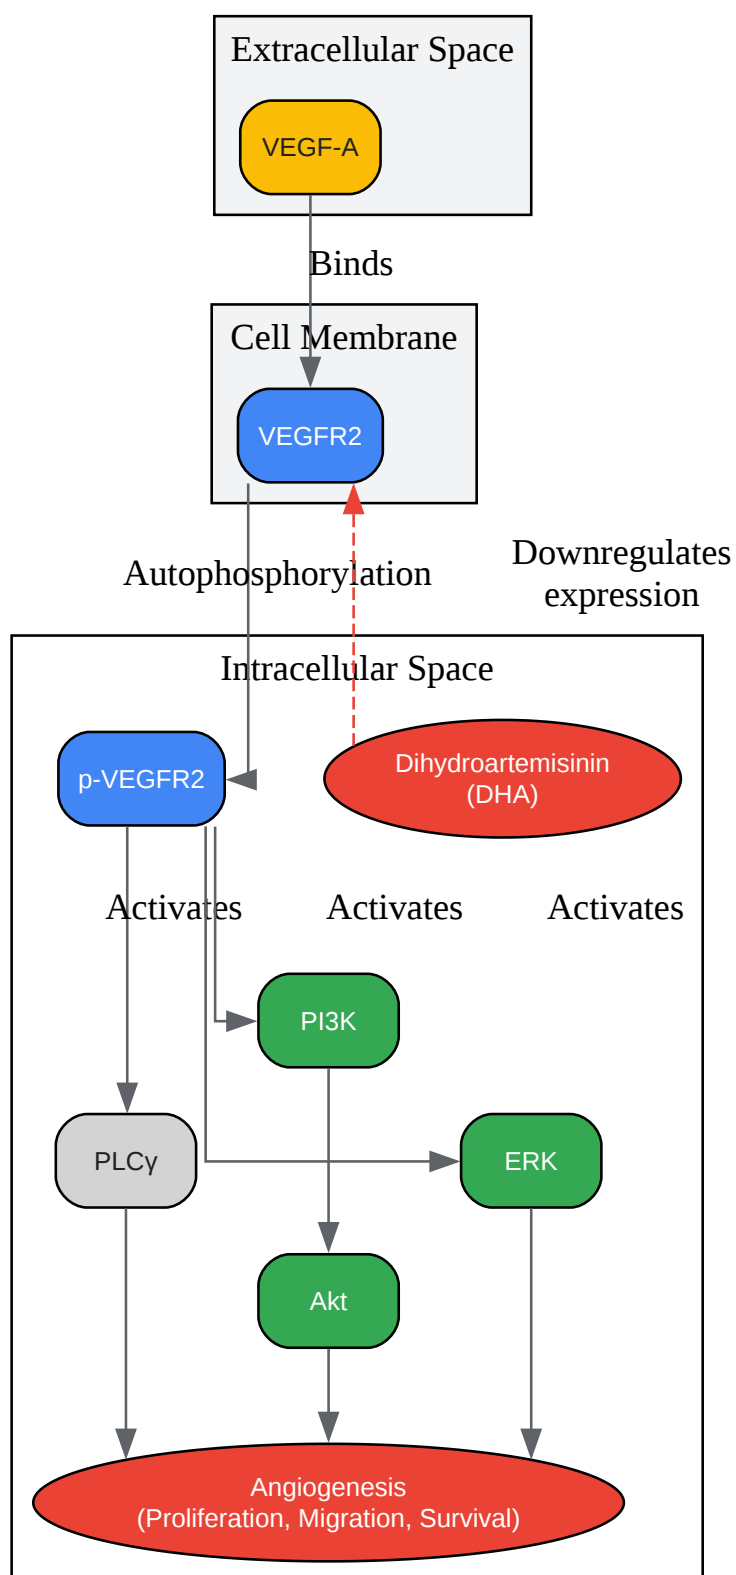 Extracellular Space
VEGF-A
Binds
Cell Membrane
VEGFR2
Autophosphorylation
Downregulates
expression
Intracellular Space
p-VEGFR2
Dihydroartemisinin
(DHA)
Activates
Activates
Activates
PI3K
PLCγ
ERK
Akt
Angiogenesis
(Proliferation, Migration, Survival)